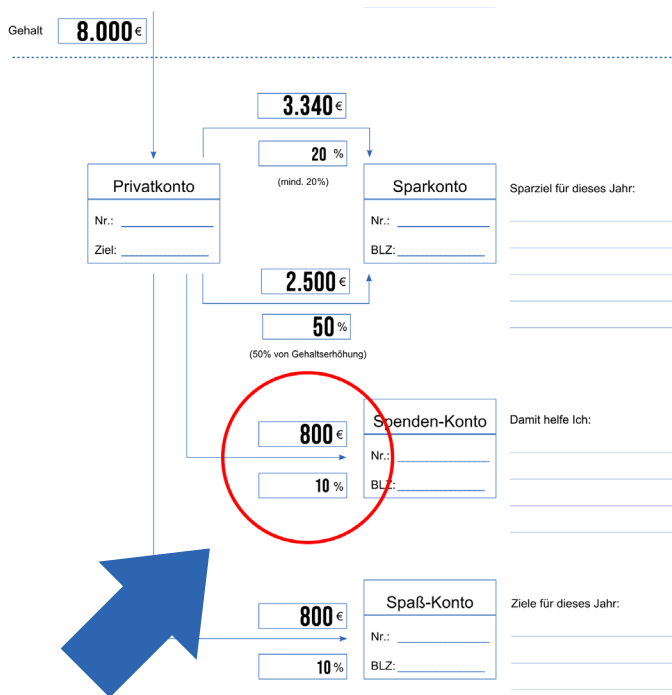 Gehalt 8.000 €
3.340 €
20 %
(mind. 20%)
Privatkonto
Nr.:
Ziel:
Sparkonto
Nr.:
BLZ:
Sparziel für dieses Jahr:
2.500 €
50 %
(50% von Gehaltserhöhung)
800 €
10 %
Spenden-Konto
Nr.:
BLZ:
Damit helfe Ich:
800 €
10 %
Spaß-Konto
Nr.:
BLZ:
Ziele für dieses Jahr: